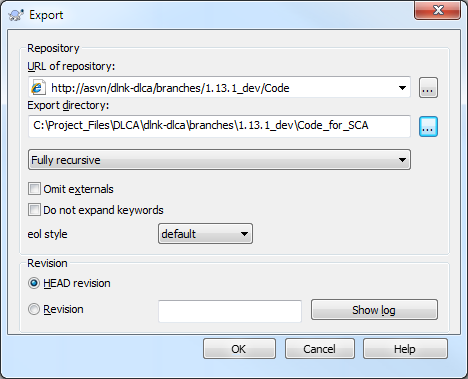 Export
Repository
URL of repository:
http://asvn/dlnk-dlca/branches/1.13.1_dev/Code
...
Export directory:
C:\Project_Files\DLCA\dlnk-dlca\branches\1.13.1_dev\Code_for_SCA
...
Fully recursive
Omit externals
Do not expand keywords
eol style
default
Revision
HEAD revision
Revision
Show log
OK
Cancel
Help